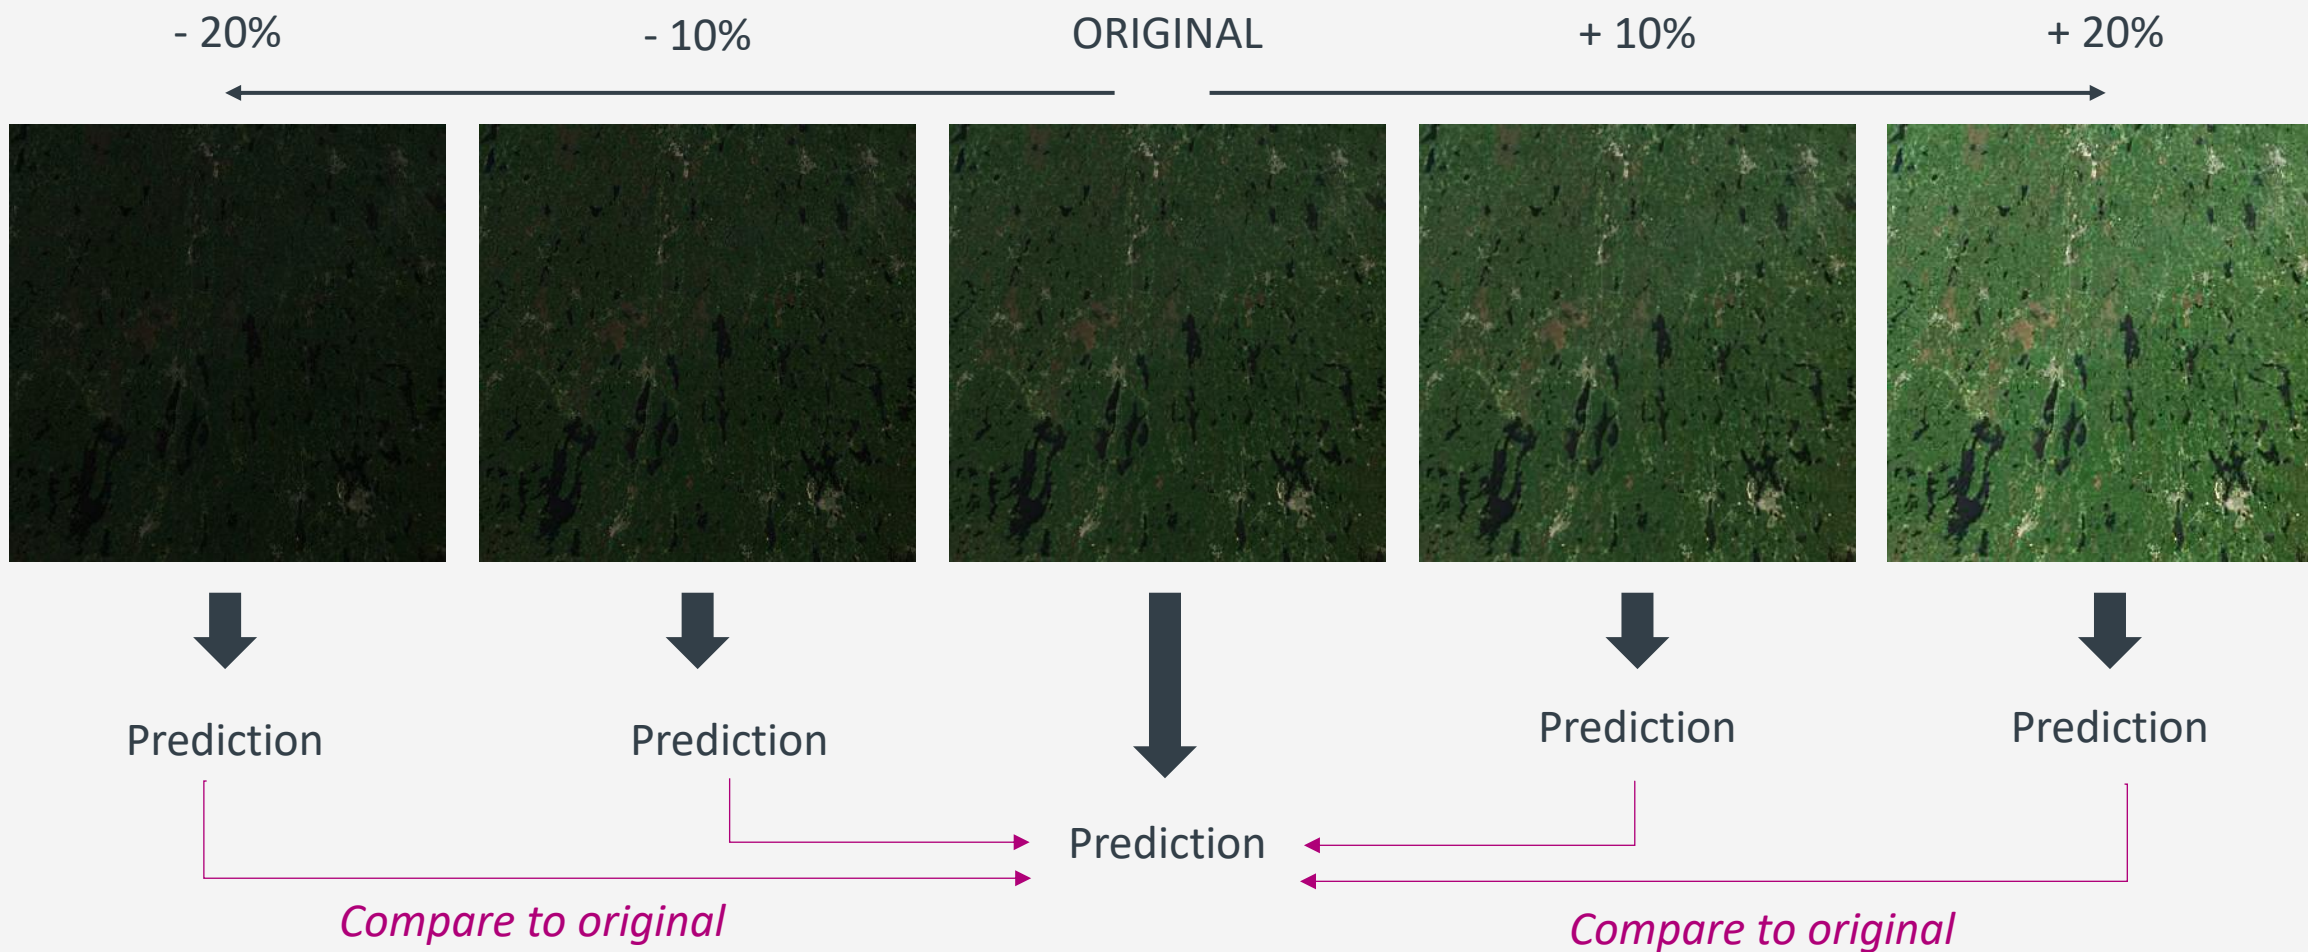 - 20%
- 10%
ORIGINAL
+ 10%
+ 20%
Prediction
Prediction
Prediction
Prediction
Prediction
Compare to original
Compare to original